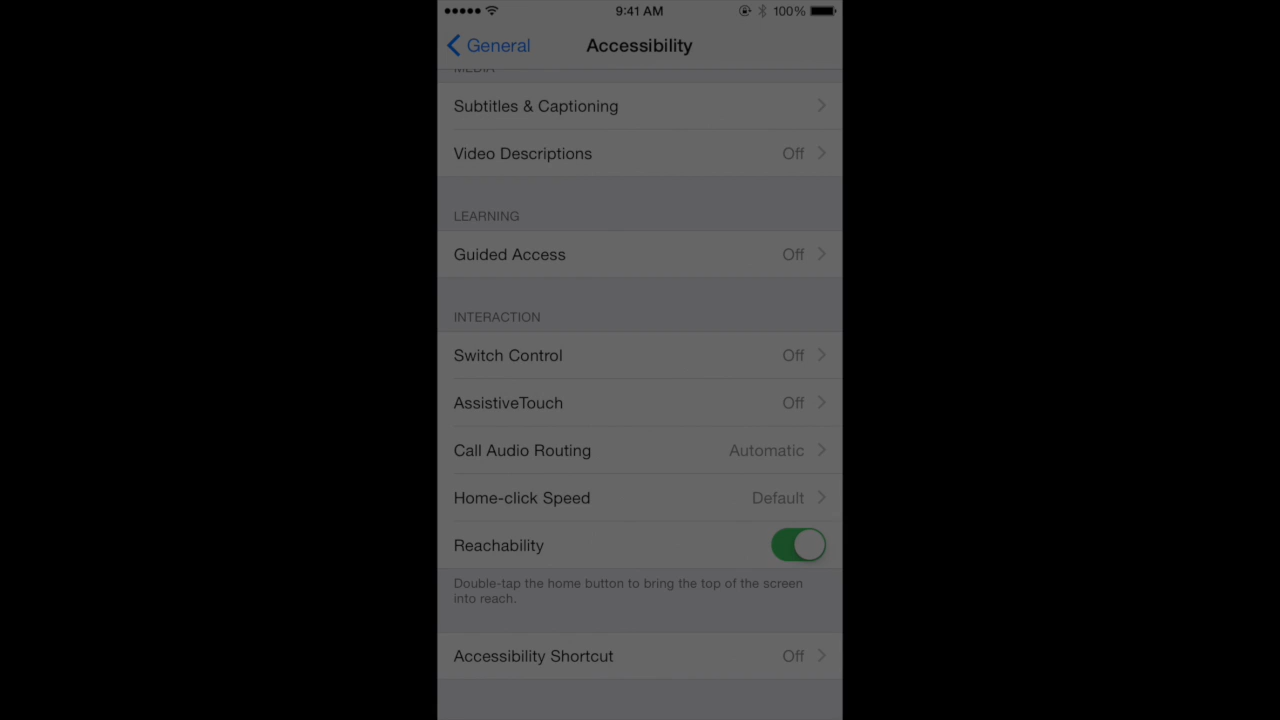 9:41 AM 100%
General Accessibility
MEDIA
Subtitles & Captioning
Video Descriptions Off
LEARNING
Guided Access Off
INTERACTION
Switch Control Off
AssistiveTouch Off
Call Audio Routing Automatic
Home-click Speed Default
Reachability
Double-tap the home button to bring the top of the screen
into reach.
Accessibility Shortcut Off